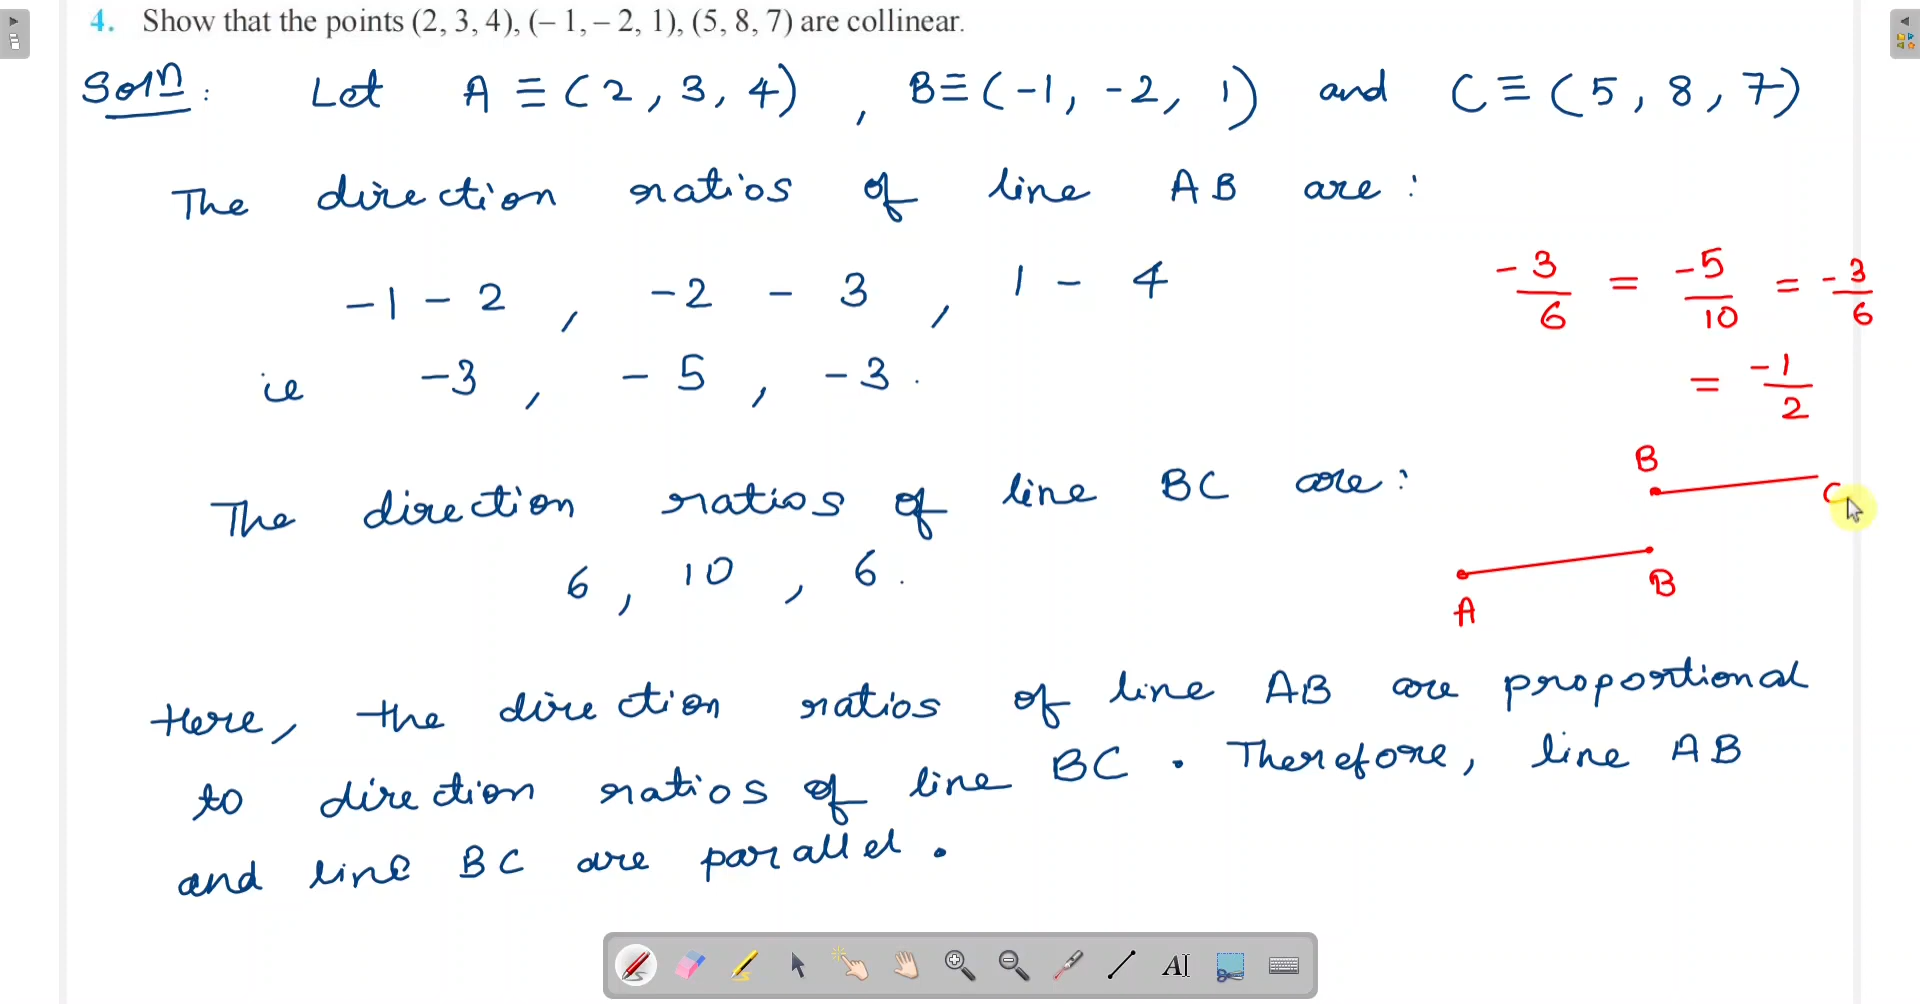 4. Show that the points (2, 3, 4), (– 1, – 2, 1), (5, 8, 7) are collinear.
Soln : Let A ≡ (2, 3, 4), B ≡ (-1, -2, 1) and C ≡ (5, 8, 7)
The direction ratios of line AB are :
-1 - 2 , -2 - 3 , 1 - 4
ie -3 , -5 , -3 .
-3/6 = -5/10 = -3/6
= -1/2
The direction ratios of line BC are :
6 , 10 , 6 .
B
C
A
B
Here, the direction ratios of line AB are proportional
to direction ratios of line BC . Therefore, line AB
and line BC are parallel .
AI